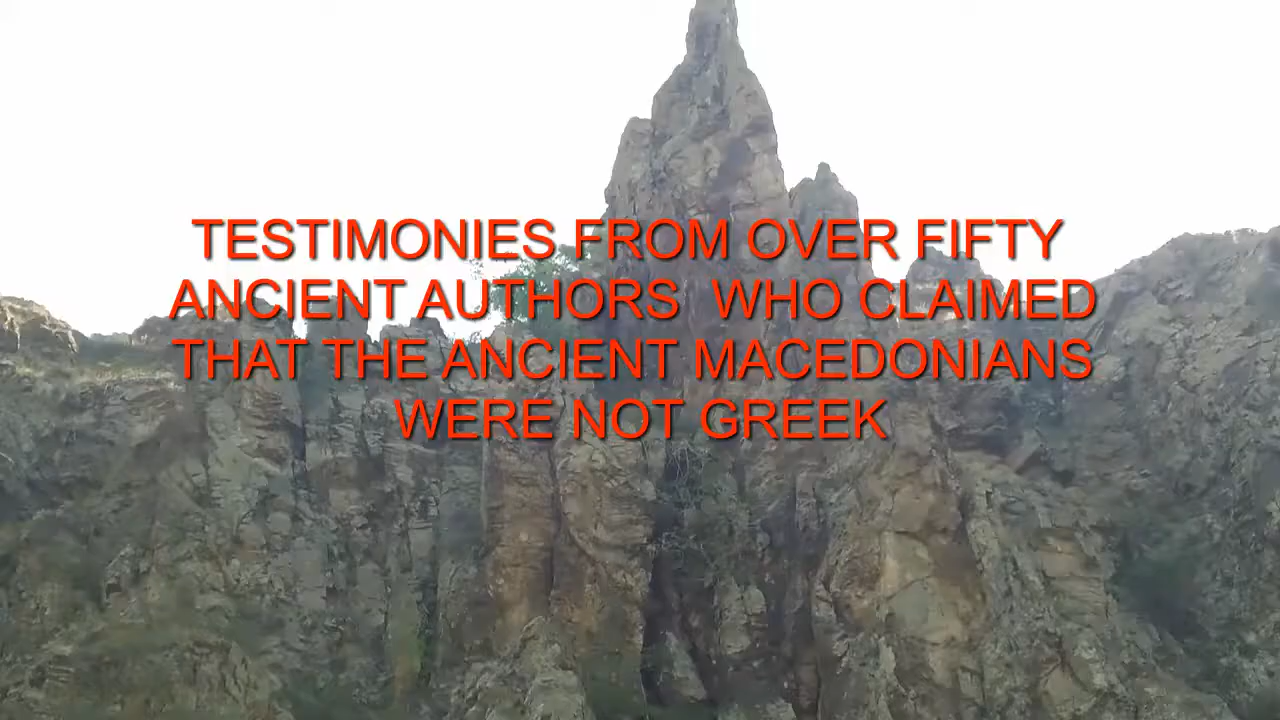 TESTIMONIES FROM OVER FIFTY
ANCIENT AUTHORS  WHO CLAIMED
THAT THE ANCIENT MACEDONIANS
WERE NOT GREEK